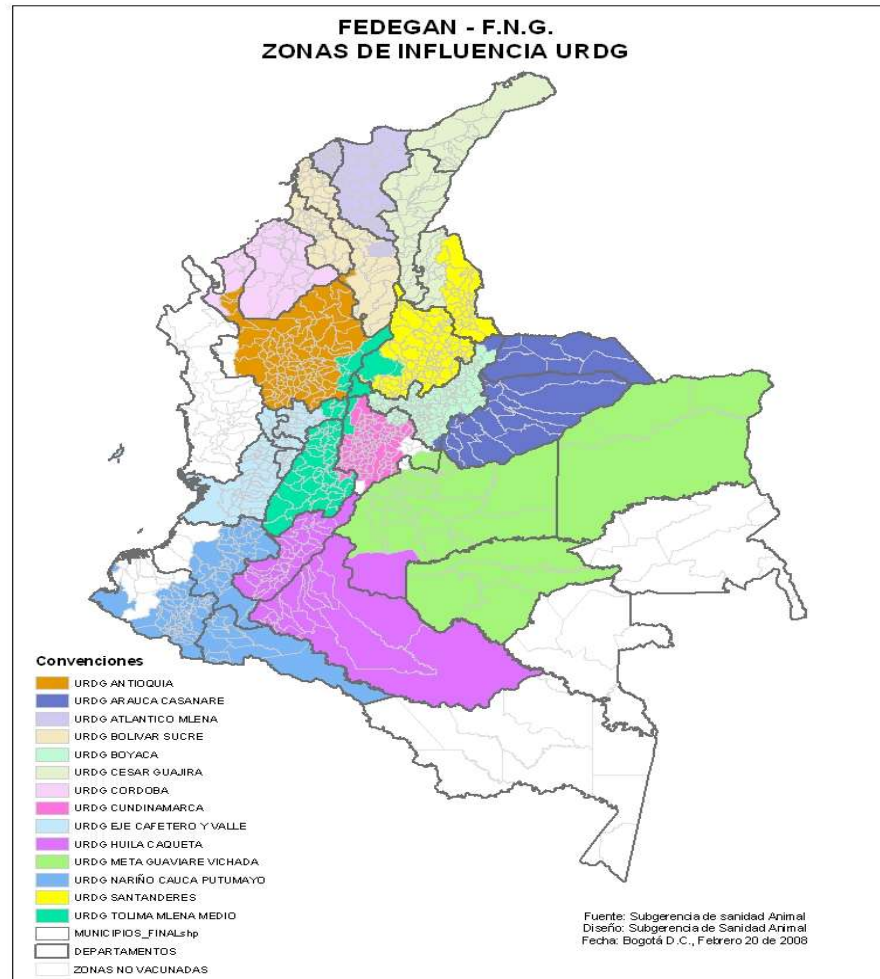 FEDEGAN - F.N.G.
ZONAS DE INFLUENCIA URDG
Convenciones
URDG ANTIOQUIA
URDG ARAUCA CASANARE
URDG ATLANTICO MLENA
URDG BOLIVAR SUCRE
URDG BOYACA
URDG CESAR GUAJIRA
URDG CORDOBA
URDG CUNDINAMARCA
URDG EJE CAFETERO Y VALLE
URDG HUILA CAQUETA
URDG META GUAVIARE VICHADA
URDG NARIÑO CAUCA PUTUMAYO
URDG SANTANDERES
URDG TOLIMA MLENA MEDIO
MUNICIPIOS_FINAL.shp
DEPARTAMENTOS
ZONAS NO VACUNADAS
Fuente: Subgerencia de sanidad Animal
Diseño: Subgerencia de Sanidad Animal
Fecha: Bogotá D.C., Febrero 20 de 2008